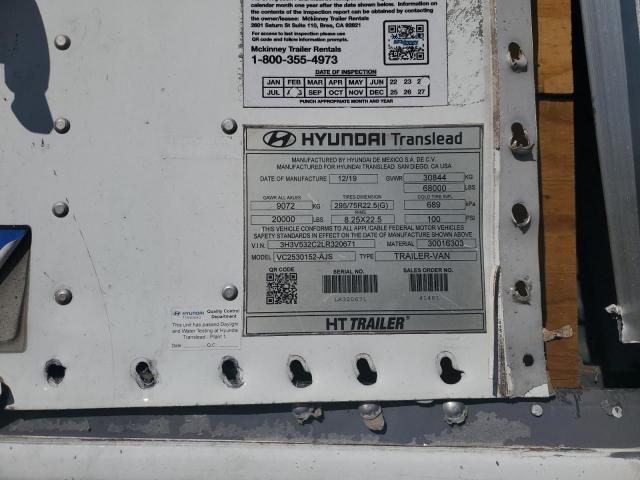 calendar month one year after the date shown below. Information on the
contents of the inspection report may be obtained by contacting the
owner/lessee: Mckinney Trailer Rentals
2601 Saturn St Suite 110, Brea, CA 92821
For last inspection please use
QR code and follow information prompts.
Mckinney Trailer Rentals
1-800-355-4973
DATE OF INSPECTION
JAN FEB MAR APR MAY JUN 22 23
JUL SEP OCT NOV DEC 25 26 27
PUNCH APPROPRIATE MONTH AND YEAR
HYUNDAI Translead
MANUFACTURED BY HYUNDAI DE MEXICO S.A. DE C.V.
MANUFACTURED FOR HYUNDAI TRANSLEAD, SAN DIEGO, CA USA
DATE OF MANUFACTURE 12/19 GVWR 30844 KG
68000 LBS
GAWR ALL AXLES TIRES-DIMENSION COLD TIRE INFL.
9072 KG 295/75R22.5(G) 689 kPa
RIMS
20000 LBS 8.25X22.5 100 PSI
THIS VEHICLE CONFORMS TO ALL APPLICABLE FEDERAL MOTOR VEHICLES
SAFETY STANDARDS IN EFFECT ON DATE OF MANUFACTURE SHOWN ABOVE
V.I.N. 3H3V532C2LR320671 MATERIAL 30016303
MODEL VC2530152-AJS TYPE TRAILER-VAN
QR CODE SERIAL NO. SALES ORDER NO.
LR320671 41401
HT TRAILER®
HYUNDAI Translead
Quality Control Department
This unit has passed Daylight
and Water Testing at Hyundai
Translead - Plant 1
Date: Q.C.